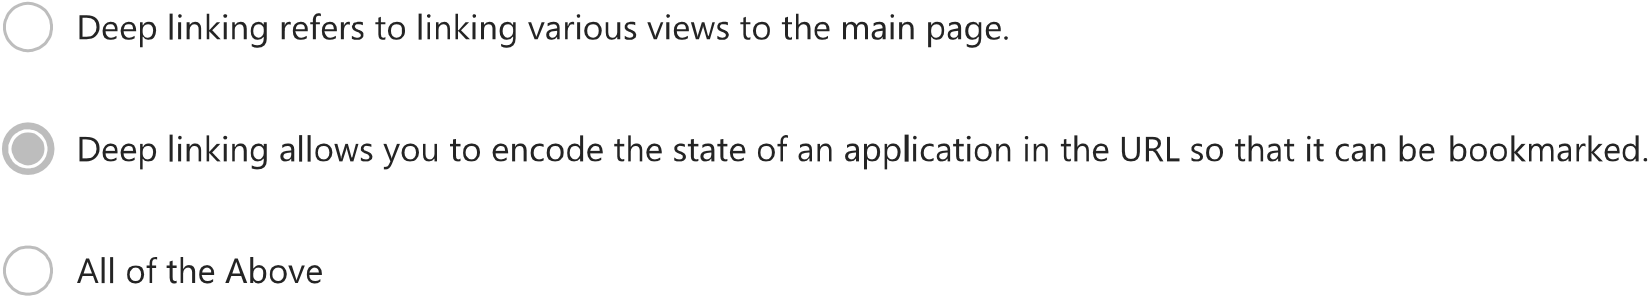 Deep linking refers to linking various views to the main page.
Deep linking allows you to encode the state of an application in the URL so that it can be bookmarked.
All of the Above